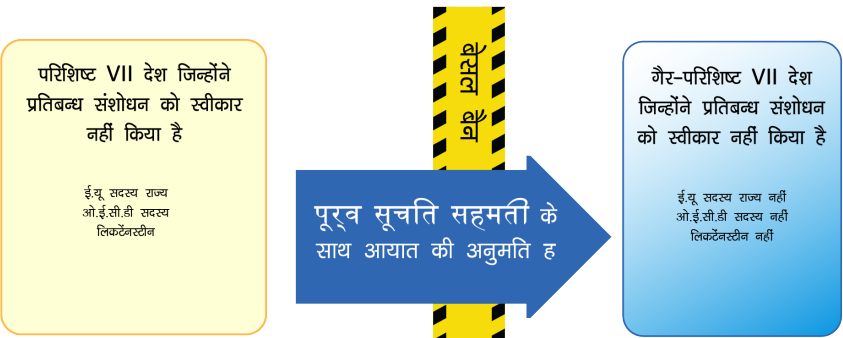 परिशिष्ट VII देश जिन्होंने
प्रतिबन्ध संशोधन को स्वीकार
नहीं किया है
ई.यू सदस्य राज्य
ओ.ई.सी.डी सदस्य
लिकटेंनस्टीन
बेसल बैन
पूर्व सूचति सहमती के
साथ आयात की अनुमति ह
गैर-परिशिष्ट VII देश
जिन्होंने प्रतिबन्ध संशोधन
को स्वीकार नहीं किया है
ई.यू सदस्य राज्य नहीं
ओ.ई.सी.डी सदस्य नहीं
लिकटेंनस्टीन नहीं